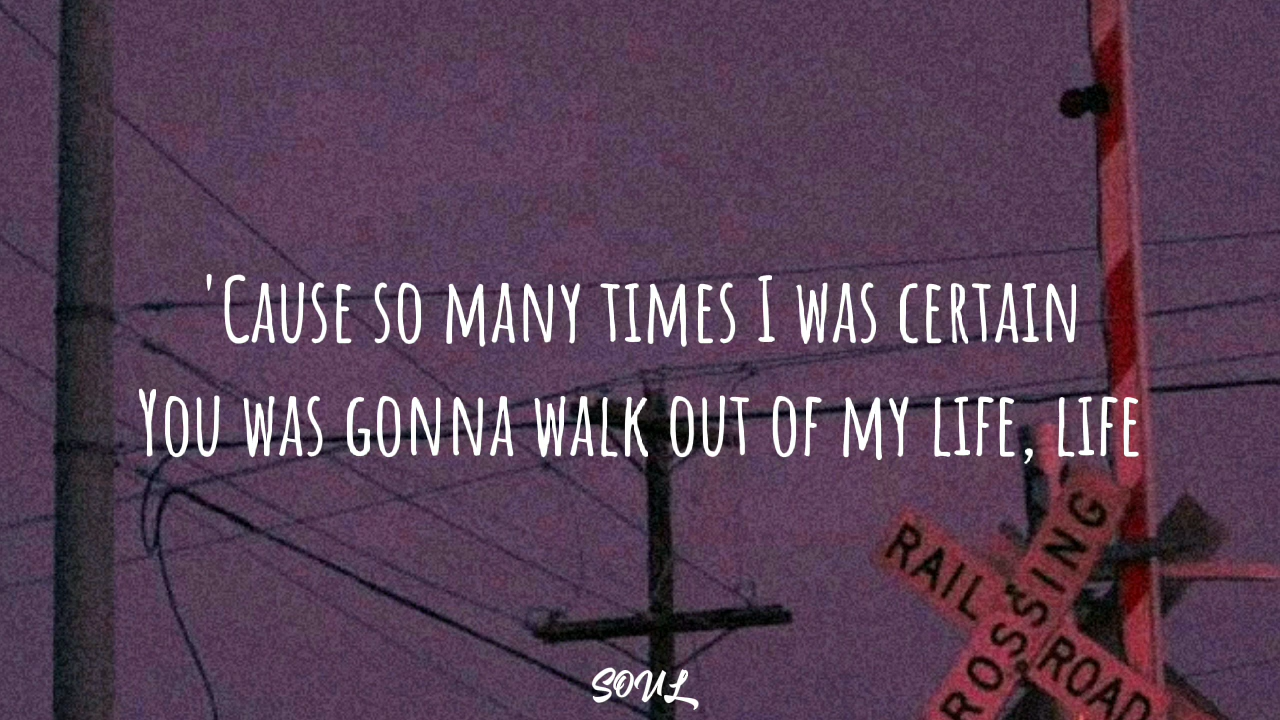 'Cause so many times I was certain
You was gonna walk out of my life, life
RAIL ROAD
CROSSING
SOUL